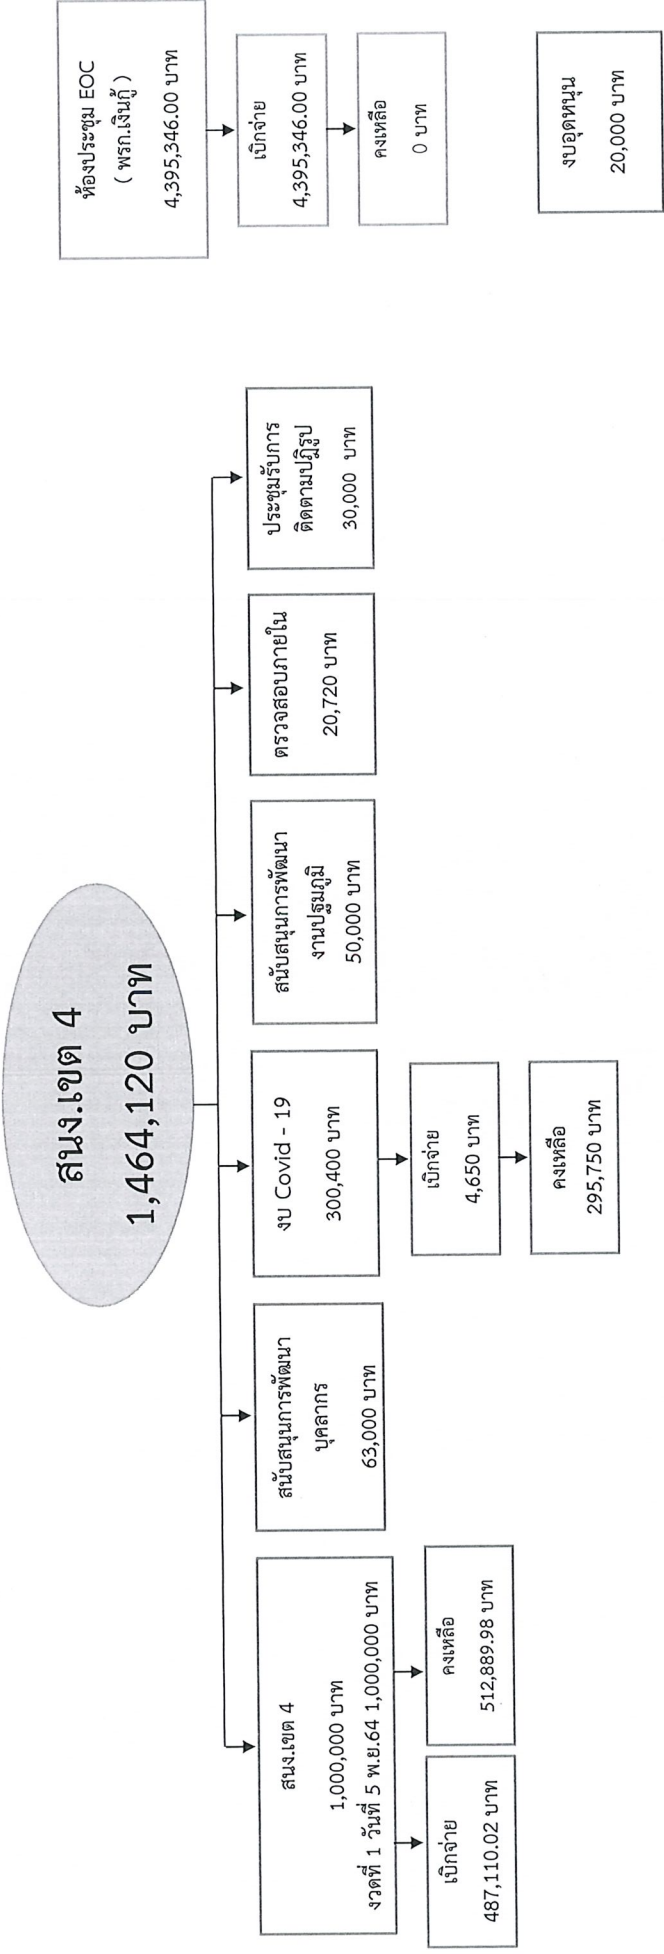 สนง.เขต 4
1,464,120 บาท
สนง.เขต 4
1,000,000 บาท
งวดที่ 1 วันที่ 5 พ.ย.64 1,000,000 บาท
เบิกจ่าย
487,110.02 บาท
คงเหลือ
512,889.98 บาท
สนับสนุนการพัฒนา
บุคลากร
63,000 บาท
งบ Covid - 19
300,400 บาท
เบิกจ่าย
4,650 บาท
คงเหลือ
295,750 บาท
สนับสนุนการพัฒนา
งานปฐมภูมิ
50,000 บาท
ตรวจสอบภายใน
20,720 บาท
ประชุมรับการ
ติดตามปฏิรูป
30,000 บาท
ห้องประชุม EOC
( พรก.เงินกู้ )
4,395,346.00 บาท
เบิกจ่าย
4,395,346.00 บาท
คงเหลือ
0 บาท
งบอุดหนุน
20,000 บาท